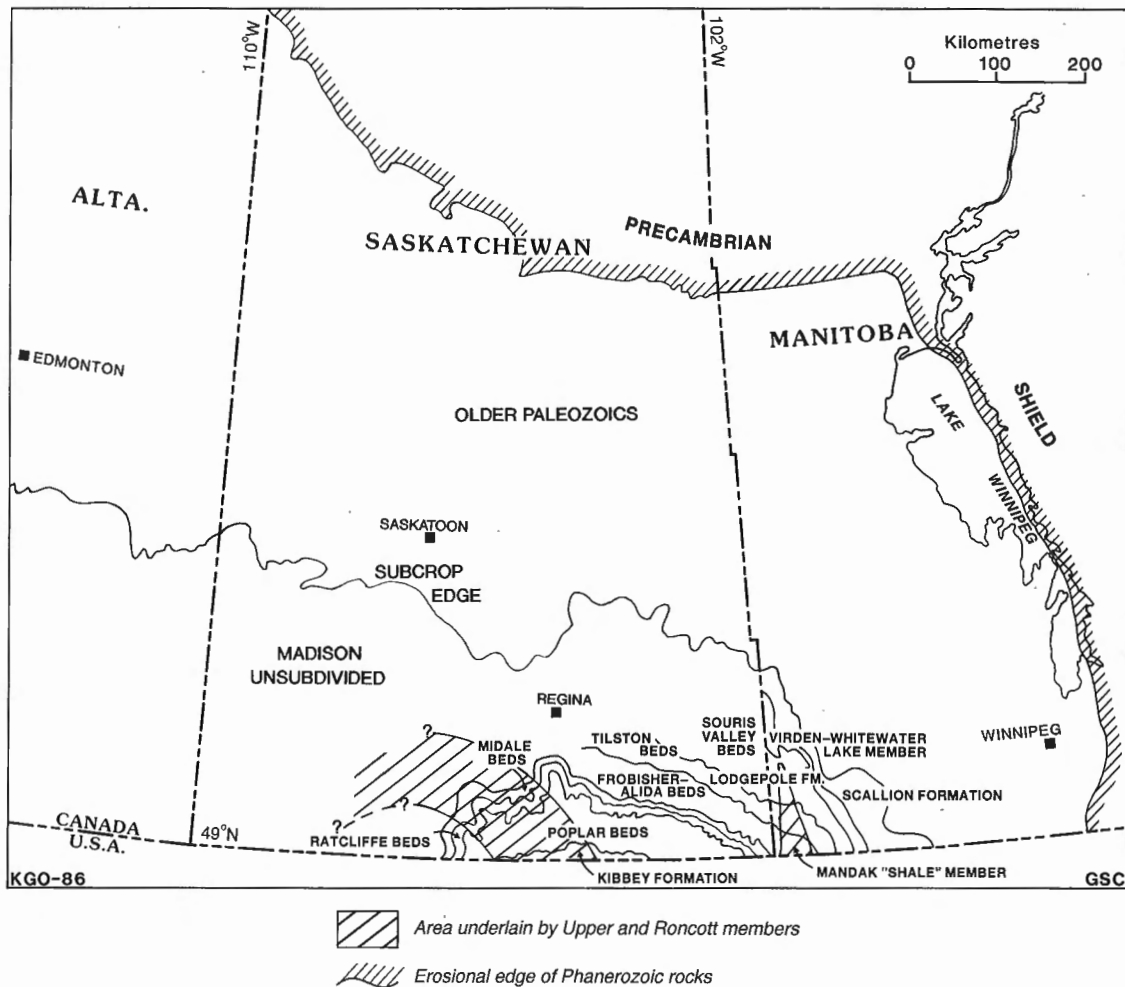 110°W
102°W
Kilometres
0 100 200
ALTA.
SASKATCHEWAN
PRECAMBRIAN
MANITOBA
SHIELD
EDMONTON
LAKE
WINNIPEG
OLDER PALEOZOICS
SASKATOON
SUBCROP
EDGE
MADISON
UNSUBDIVIDED
REGINA
WINNIPEG
?
MIDALE
BEDS
TILSTON
BEDS
SOURIS
VALLEY
BEDS
VIRDEN–WHITEWATER
LAKE MEMBER
FROBISHER–
ALIDA BEDS
LODGEPOLE FM.
SCALLION FORMATION
?
?
CANADA
U.S.A.
49°N
RATCLIFFE BEDS
POPLAR BEDS
KIBBEY FORMATION
MANDAK "SHALE" MEMBER
KGO-86
GSC
Area underlain by Upper and Roncott members
Erosional edge of Phanerozoic rocks